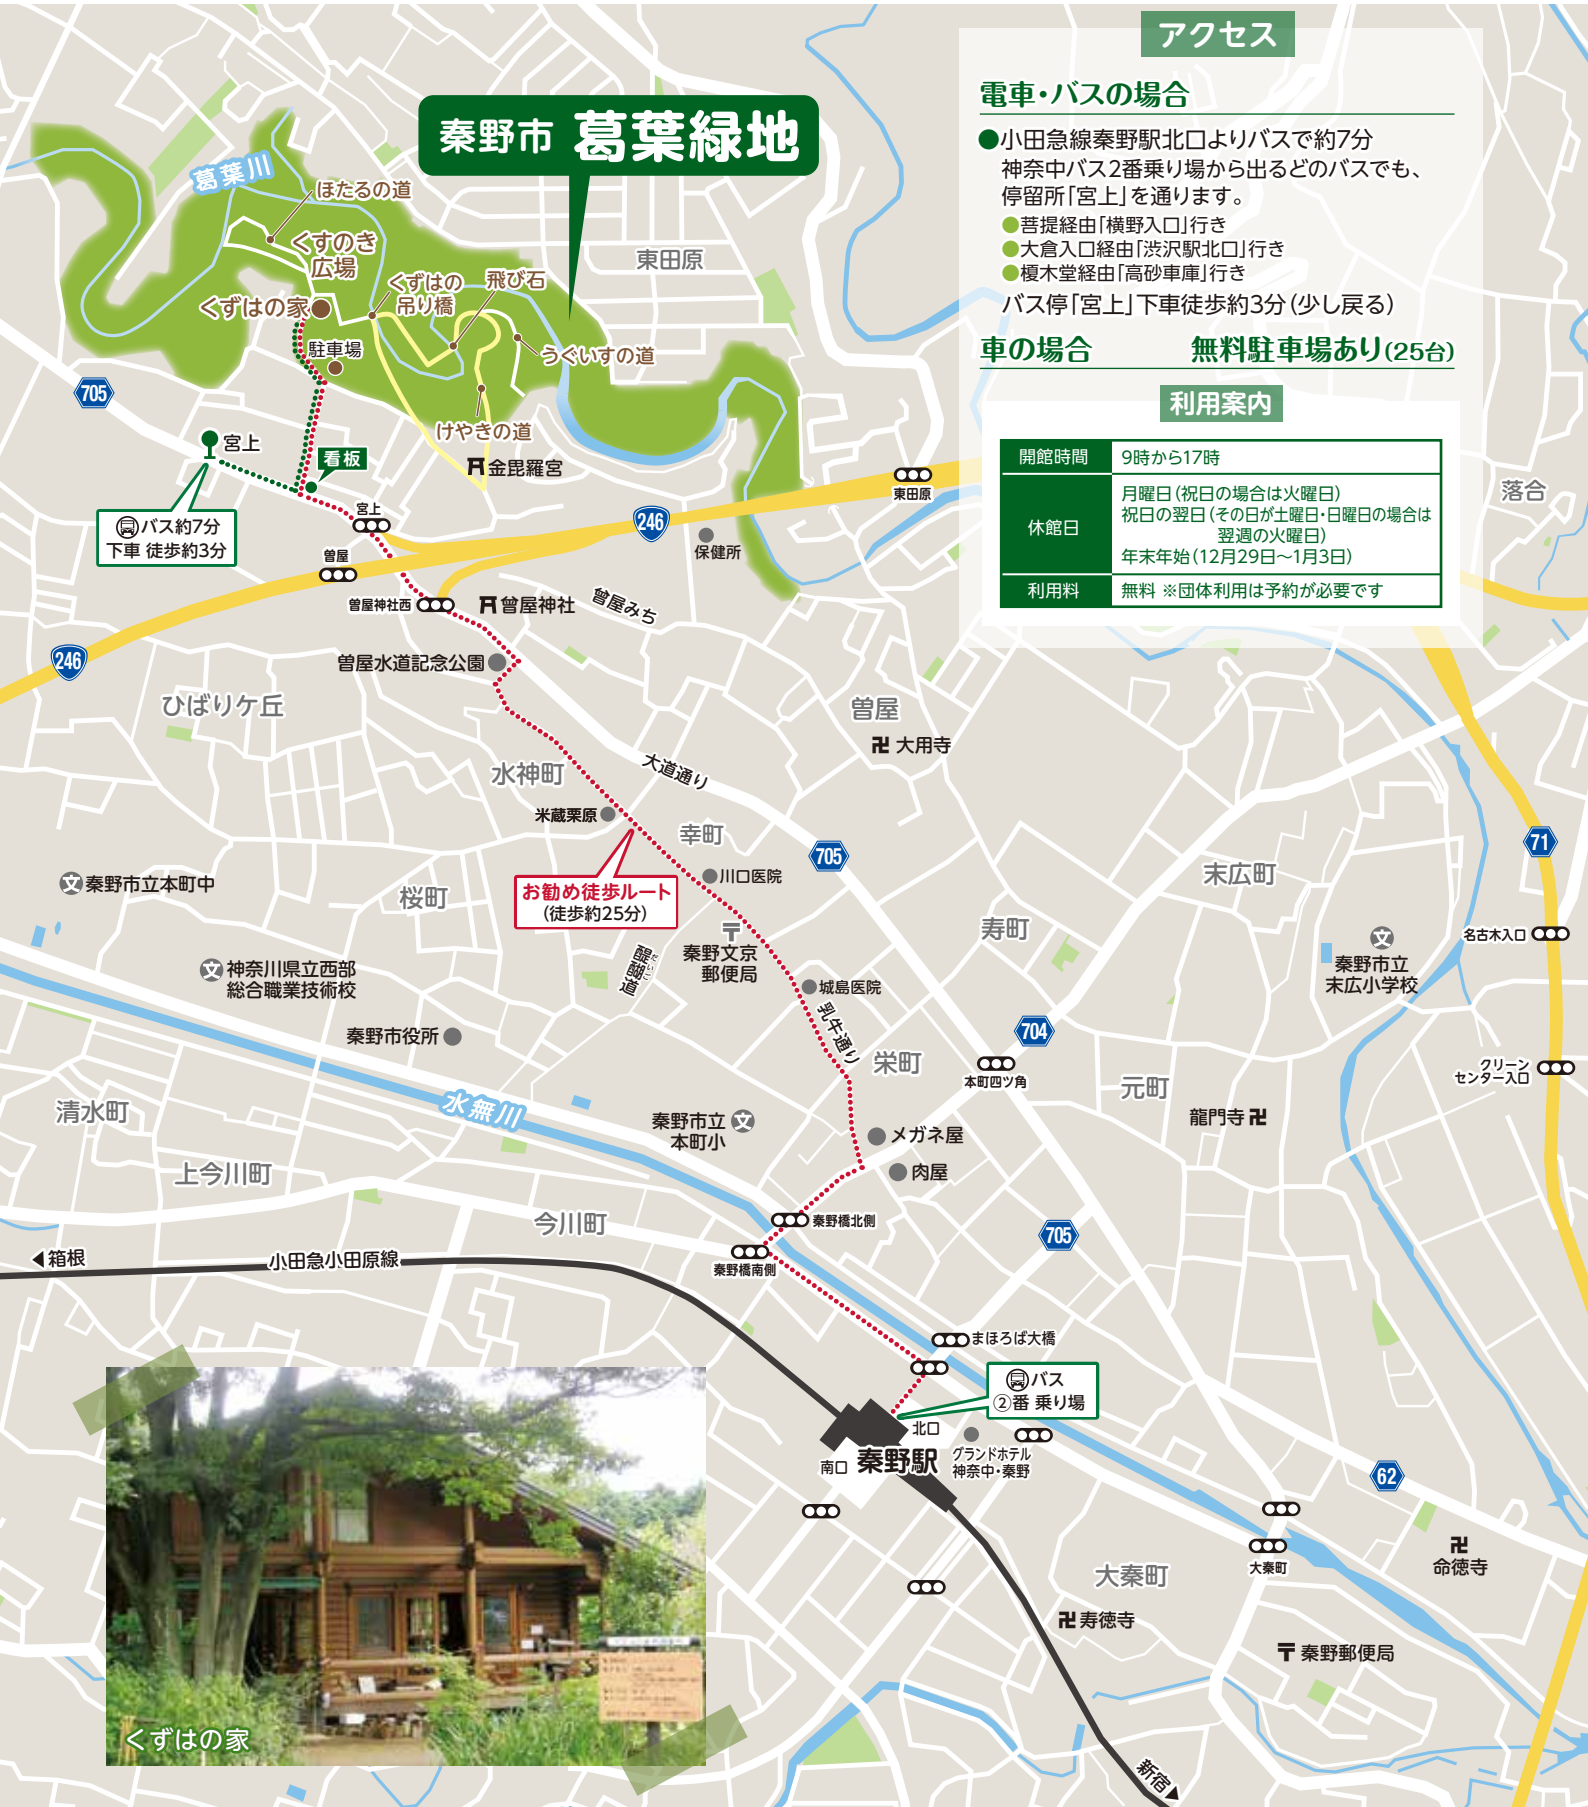 アクセス
電車・バスの場合
●小田急線秦野駅北口よりバスで約7分
神奈中バス2番乗り場から出るどのバスでも、
停留所「宮上」を通ります。
●菩提経由「横野入口」行き
●大倉入口経由「渋沢駅北口」行き
●榎木堂経由「高砂車庫」行き
バス停「宮上」下車徒歩約3分(少し戻る)
車の場合 無料駐車場あり(25台)
利用案内
開館時間 9時から17時
休館日 月曜日(祝日の場合は火曜日)
祝日の翌日(その日が土曜日・日曜日の場合は
翌週の火曜日)
年末年始(12月29日〜1月3日)
利用料 無料 ※団体利用は予約が必要です
秦野市 葛葉緑地
葛葉川
ほたるの道
くすのき
広場
くずはの家
くずはの
吊り橋
飛び石
うぐいすの道
駐車場
けやきの道
東田原
705
宮上
看板
金毘羅宮
東田原
落合
バス約7分
下車 徒歩約3分
宮上
246
保健所
曽屋
曽屋神社西
曾屋神社
曾屋みち
246
曽屋水道記念公園
ひばりケ丘
曽屋
大用寺
水神町
大道通り
米蔵栗原
幸町
705
71
お勧め徒歩ルート
(徒歩約25分)
川口医院
末広町
秦野市立本町中
桜町
寿町
名古木入口
秦野文京
郵便局
醍醐道
秦野市立
末広小学校
神奈川県立西部
総合職業技術校
城島医院
乳牛通り
秦野市役所
704
栄町
本町四ツ角
クリーン
センター入口
元町
水無川
清水町
秦野市立
本町小
龍門寺
メガネ屋
肉屋
上今川町
今川町
秦野橋北側
705
秦野橋南側
◀箱根
小田急小田原線
まほろば大橋
バス
②番 乗り場
北口
南口
秦野駅
グランドホテル
神奈中・秦野
62
大秦町
命徳寺
大秦町
寿徳寺
秦野郵便局
くずはの家
新宿▶